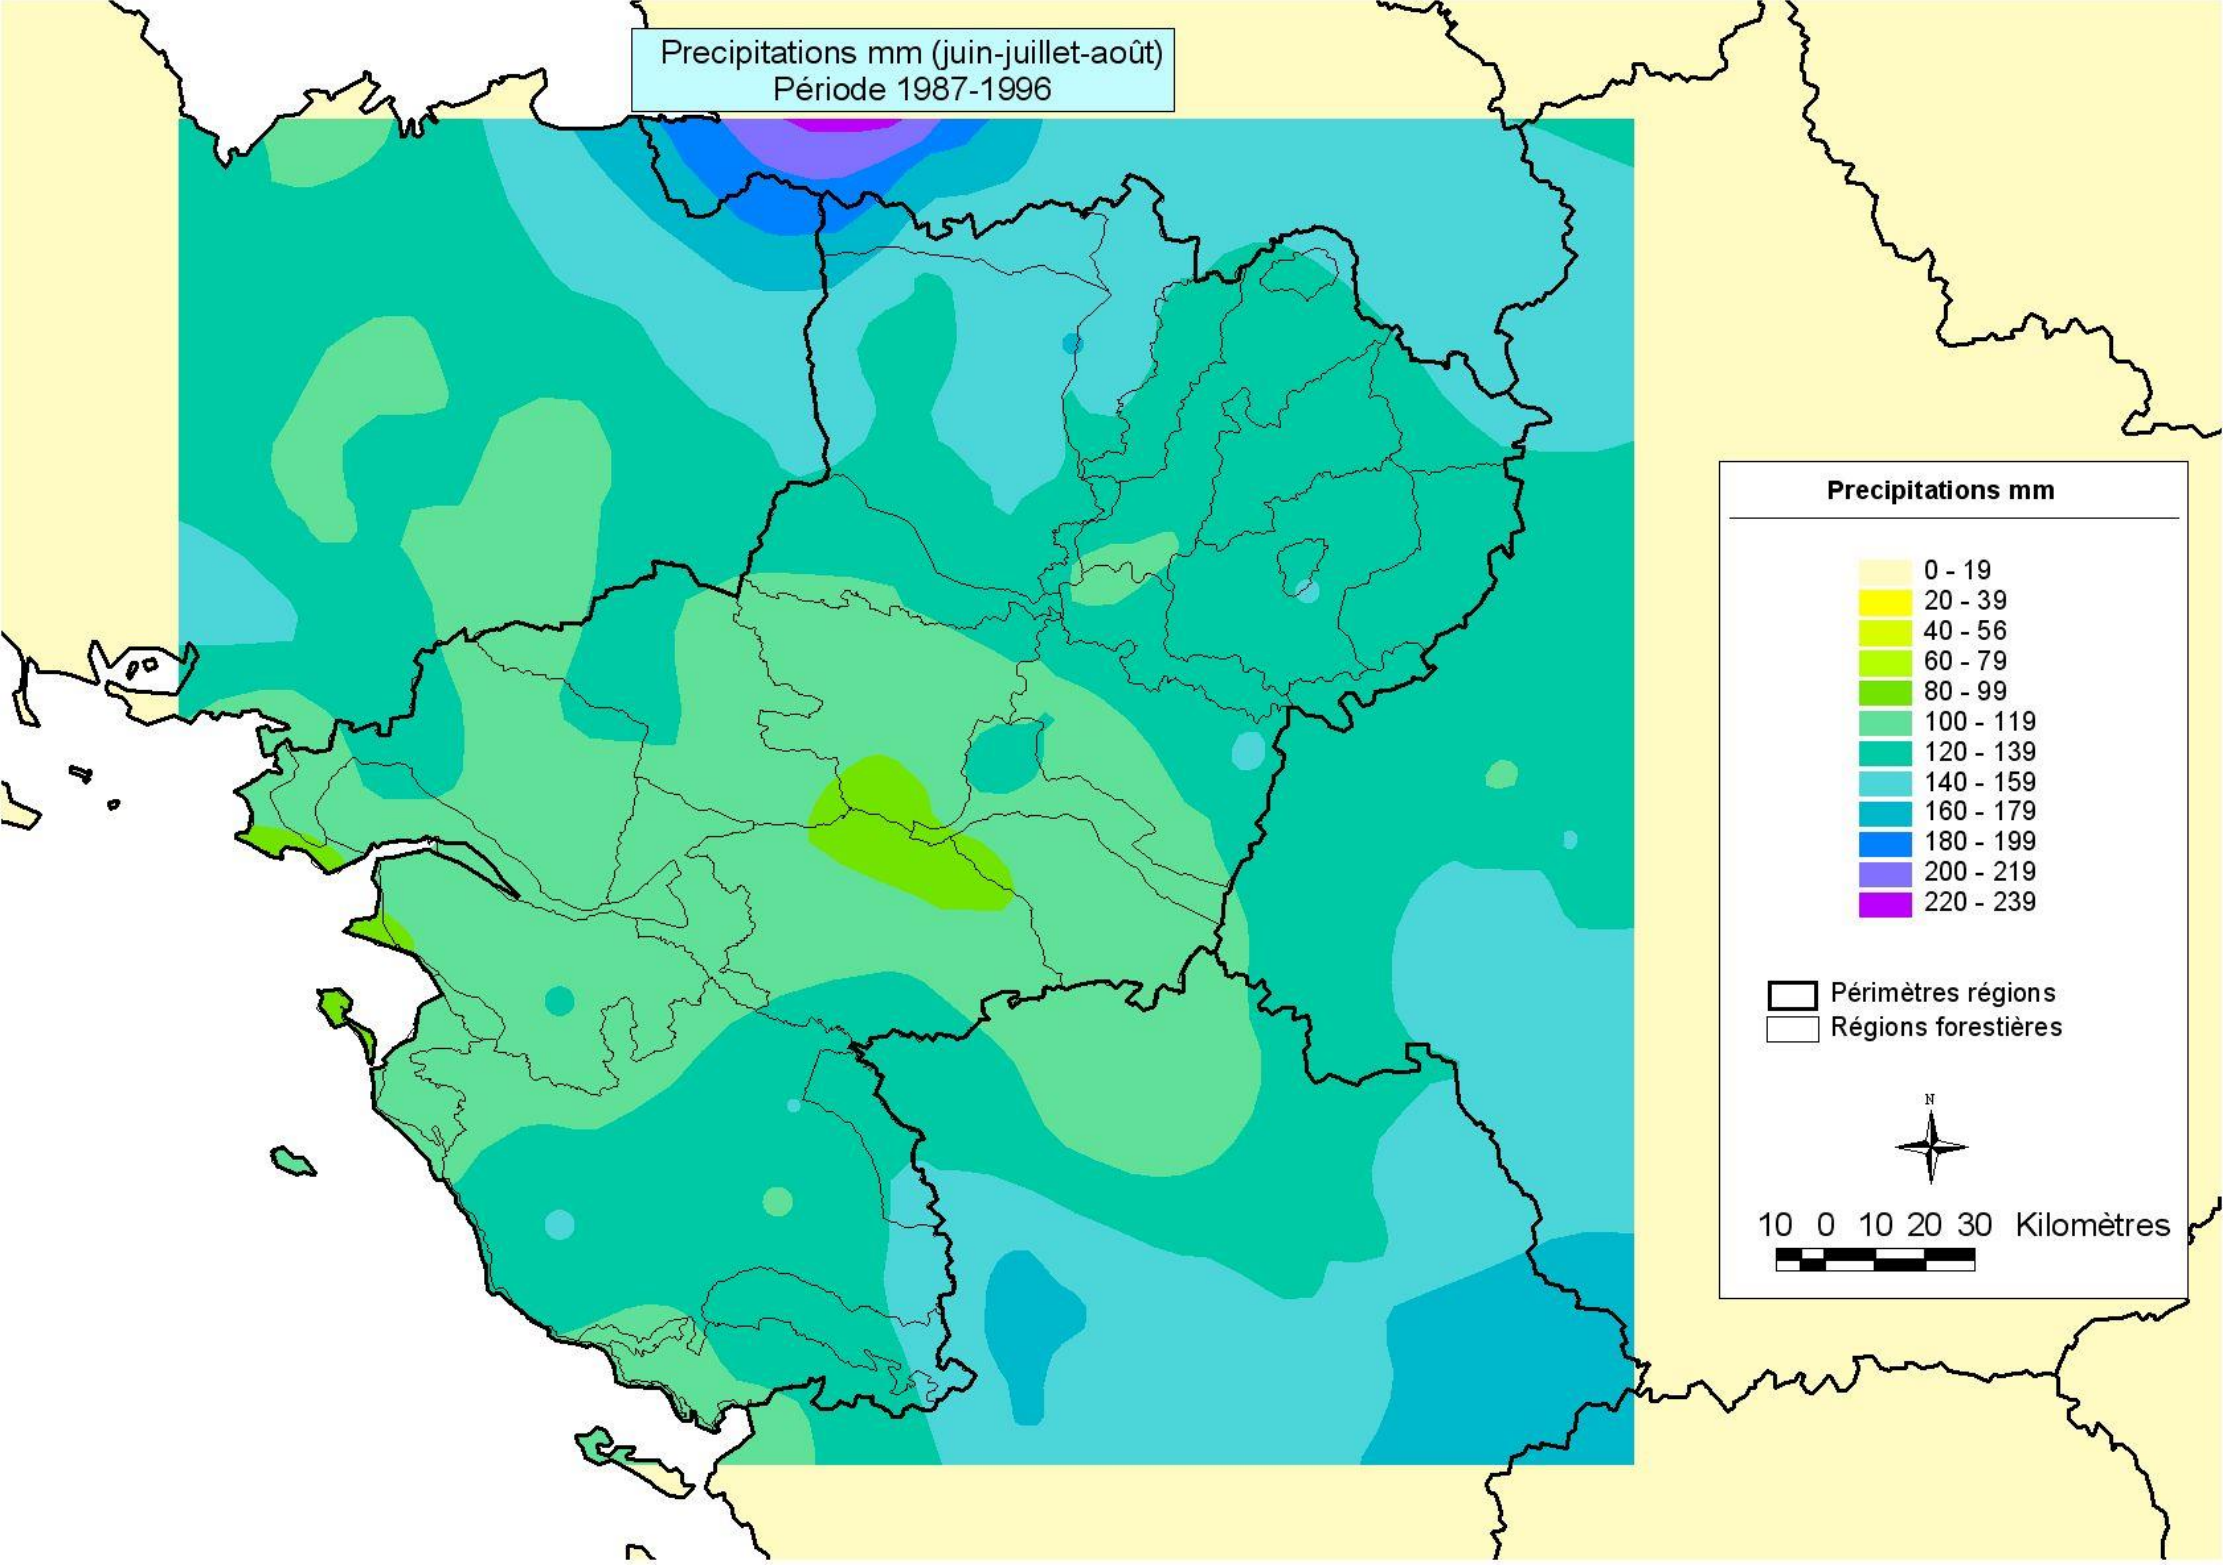 Precipitations mm (juin-juillet-août)
Période 1987-1996
Precipitations mm
0 - 19
20 - 39
40 - 56
60 - 79
80 - 99
100 - 119
120 - 139
140 - 159
160 - 179
180 - 199
200 - 219
220 - 239
Périmètres régions
Régions forestières
N
10 0 10 20 30 Kilomètres